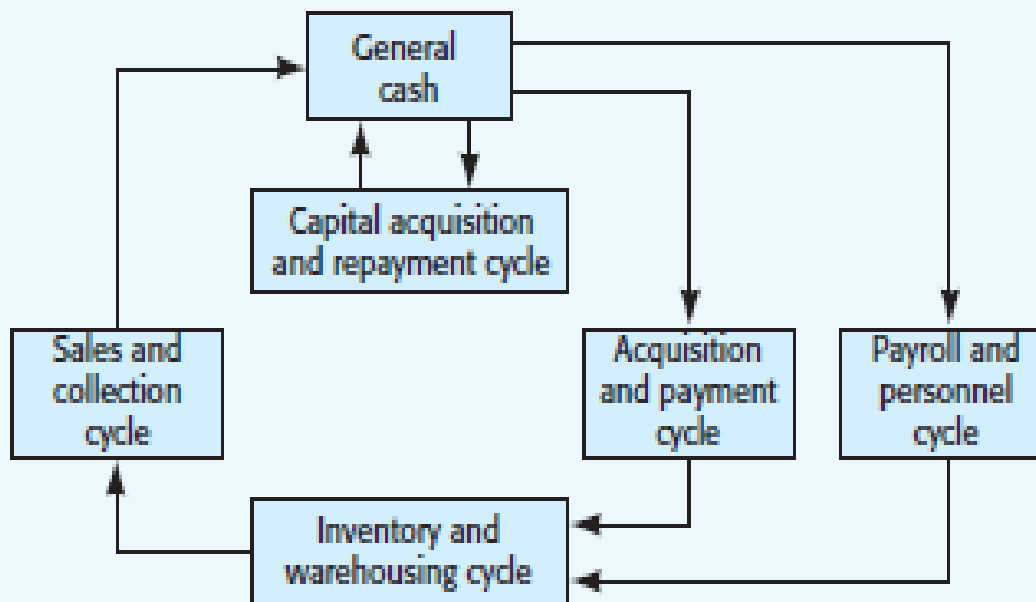 General
cash
Capital acquisition
and repayment cycle
Sales and
collection
cycle
Acquisition
and payment
cycle
Payroll and
personnel
cycle
Inventory and
warehousing cycle